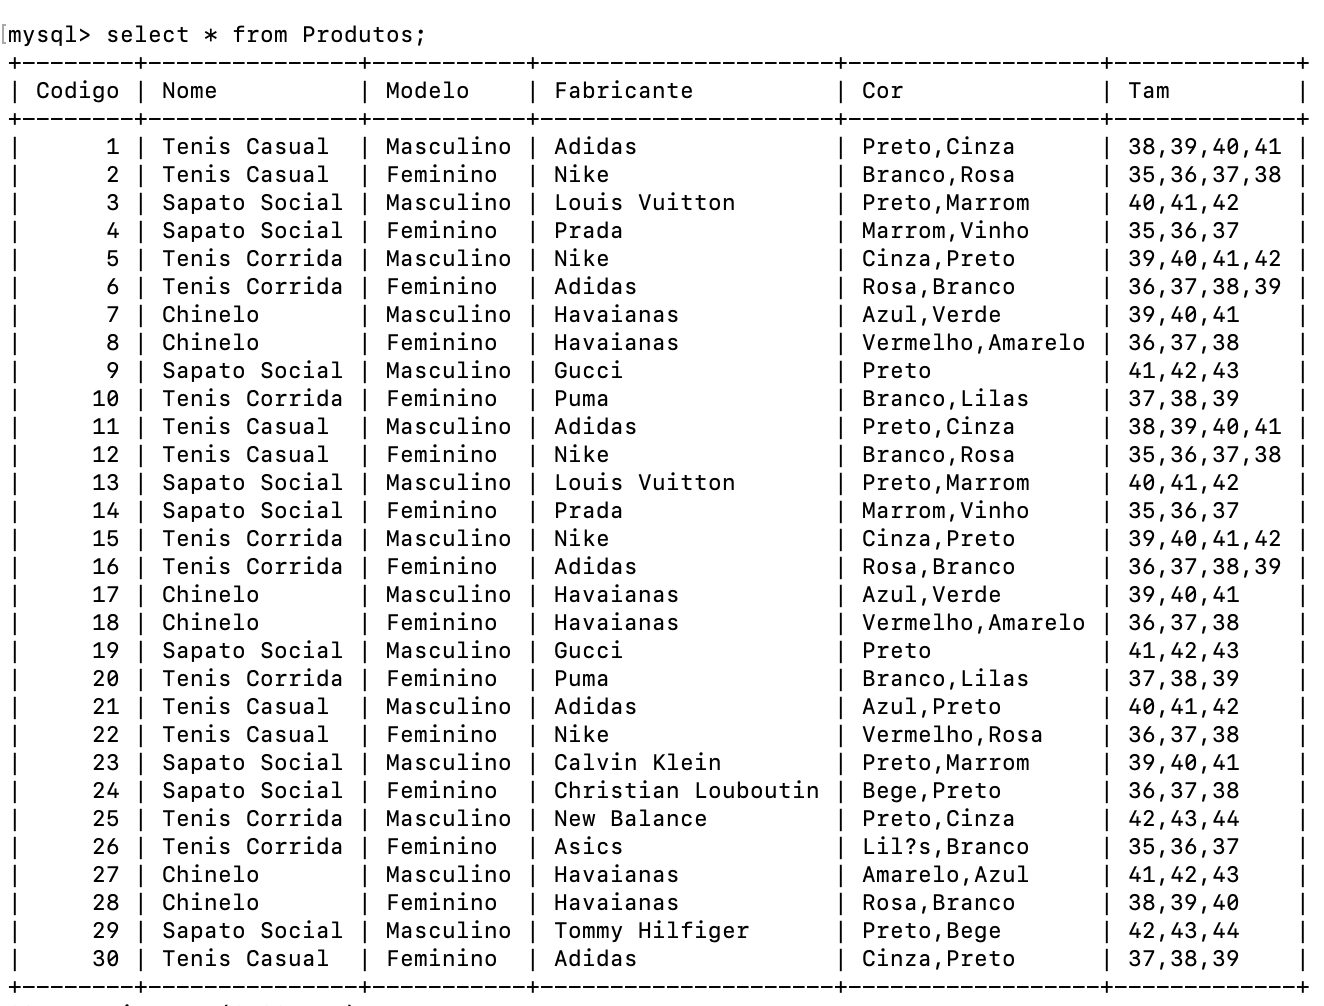 mysql> select * from Produtos;
+--------+----------------+-----------+---------------------+------------------+-------------+
| Codigo | Nome           | Modelo    | Fabricante          | Cor              | Tam         |
+--------+----------------+-----------+---------------------+------------------+-------------+
|      1 | Tenis Casual   | Masculino | Adidas              | Preto,Cinza      | 38,39,40,41 |
|      2 | Tenis Casual   | Feminino  | Nike                | Branco,Rosa      | 35,36,37,38 |
|      3 | Sapato Social  | Masculino | Louis Vuitton       | Preto,Marrom     | 40,41,42    |
|      4 | Sapato Social  | Feminino  | Prada               | Marrom,Vinho     | 35,36,37    |
|      5 | Tenis Corrida  | Masculino | Nike                | Cinza,Preto      | 39,40,41,42 |
|      6 | Tenis Corrida  | Feminino  | Adidas              | Rosa,Branco      | 36,37,38,39 |
|      7 | Chinelo        | Masculino | Havaianas           | Azul,Verde       | 39,40,41    |
|      8 | Chinelo        | Feminino  | Havaianas           | Vermelho,Amarelo | 36,37,38    |
|      9 | Sapato Social  | Masculino | Gucci               | Preto            | 41,42,43    |
|     10 | Tenis Corrida  | Feminino  | Puma                | Branco,Lilas     | 37,38,39    |
|     11 | Tenis Casual   | Masculino | Adidas              | Preto,Cinza      | 38,39,40,41 |
|     12 | Tenis Casual   | Feminino  | Nike                | Branco,Rosa      | 35,36,37,38 |
|     13 | Sapato Social  | Masculino | Louis Vuitton       | Preto,Marrom     | 40,41,42    |
|     14 | Sapato Social  | Feminino  | Prada               | Marrom,Vinho     | 35,36,37    |
|     15 | Tenis Corrida  | Masculino | Nike                | Cinza,Preto      | 39,40,41,42 |
|     16 | Tenis Corrida  | Feminino  | Adidas              | Rosa,Branco      | 36,37,38,39 |
|     17 | Chinelo        | Masculino | Havaianas           | Azul,Verde       | 39,40,41    |
|     18 | Chinelo        | Feminino  | Havaianas           | Vermelho,Amarelo | 36,37,38    |
|     19 | Sapato Social  | Masculino | Gucci               | Preto            | 41,42,43    |
|     20 | Tenis Corrida  | Feminino  | Puma                | Branco,Lilas     | 37,38,39    |
|     21 | Tenis Casual   | Masculino | Adidas              | Azul,Preto       | 40,41,42    |
|     22 | Tenis Casual   | Feminino  | Nike                | Vermelho,Rosa    | 36,37,38    |
|     23 | Sapato Social  | Masculino | Calvin Klein        | Preto,Marrom     | 39,40,41    |
|     24 | Sapato Social  | Feminino  | Christian Louboutin | Bege,Preto       | 36,37,38    |
|     25 | Tenis Corrida  | Masculino | New Balance         | Preto,Cinza      | 42,43,44    |
|     26 | Tenis Corrida  | Feminino  | Asics               | Lil?s,Branco     | 35,36,37    |
|     27 | Chinelo        | Masculino | Havaianas           | Amarelo,Azul     | 41,42,43    |
|     28 | Chinelo        | Feminino  | Havaianas           | Rosa,Branco      | 38,39,40    |
|     29 | Sapato Social  | Masculino | Tommy Hilfiger      | Preto,Bege       | 42,43,44    |
|     30 | Tenis Casual   | Feminino  | Adidas              | Cinza,Preto      | 37,38,39    |
+--------+----------------+-----------+---------------------+------------------+-------------+